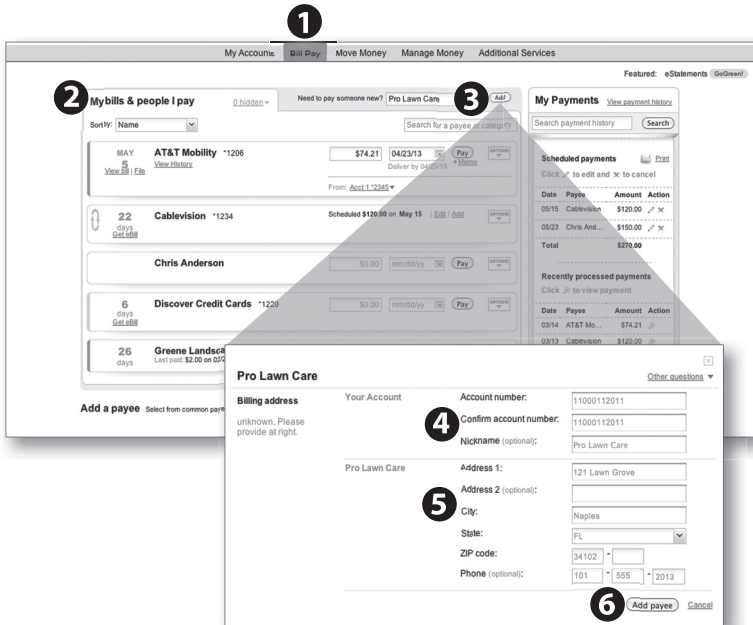 1
My Accounts Bill Pay Move Money Manage Money Additional Services
Featured: eStatements GoGreen!
2 My bills & people I pay 0 hidden
Need to pay someone new? Pro Lawn Care 3 Add
Sort by: Name
Search for a payee or category
MAY 5
View bill | File
AT&T Mobility *1206
View History
$74.21 04/23/13 Pay OPTIONS
Deliver by 04/25/13 +Memo
From: Acct 1 *2345
22 days
Get eBill
Cablevision *1234
Scheduled $120.00 on May 15 | Edit | Add OPTIONS
Chris Anderson
$0.00 mm/dd/yy Pay OPTIONS
6 days
Get eBill
Discover Credit Cards *1220
$0.00 mm/dd/yy Pay OPTIONS
26 days
Greene Landsca
Last paid: $2.00 on 02/2
Add a payee Select from common paye
My Payments View payment history
Search payment history Search
Scheduled payments Print
Click to edit and × to cancel
Date Payee Amount Action
05/15 Cablevision $120.00
05/23 Chris And... $150.00
Total $270.00
Recently processed payments
Click to view payment
Date Payee Amount Action
03/14 AT&T Mo... $74.21
03/13 Cablevision $120.00
×
Pro Lawn Care
Other questions
Billing address
unknown. Please
provide at right.
Your Account
4
Account number: 11000112011
Confirm account number: 11000112011
Nickname (optional): Pro Lawn Care
Pro Lawn Care
5
Address 1: 121 Lawn Grove
Address 2 (optional):
City: Naples
State: FL
ZIP code: 34102 -
Phone (optional): 101 - 555 - 2013
6 Add payee Cancel